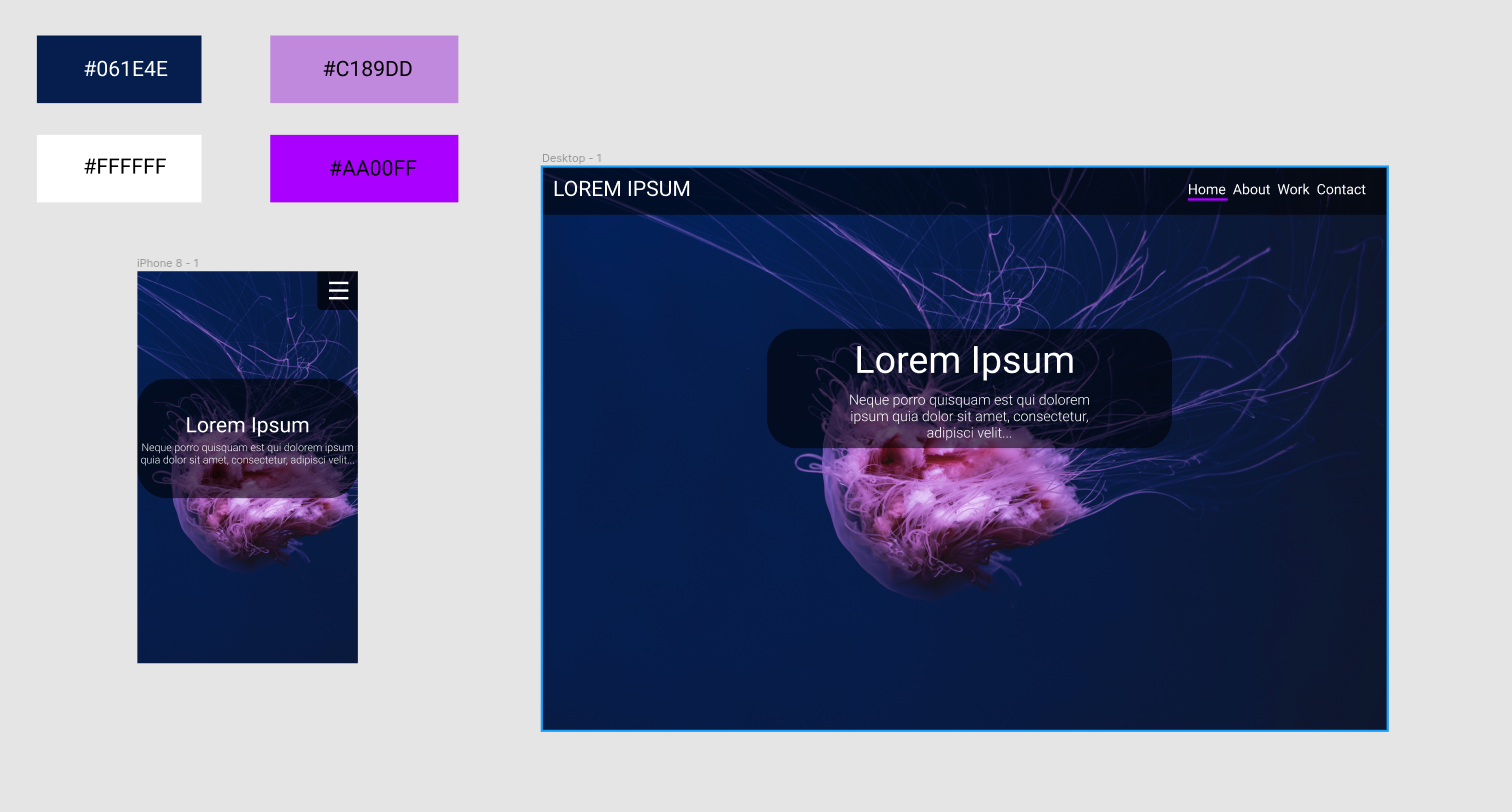 #061E4E
#C189DD
#FFFFFF
#AA00FF
iPhone 8 - 1
Lorem Ipsum
Neque porro quisquam est qui dolorem ipsum
quia dolor sit amet, consectetur, adipisci velit...
Desktop - 1
LOREM IPSUM
Home About Work Contact
Lorem Ipsum
Neque porro quisquam est qui dolorem
ipsum quia dolor sit amet, consectetur,
adipisci velit...